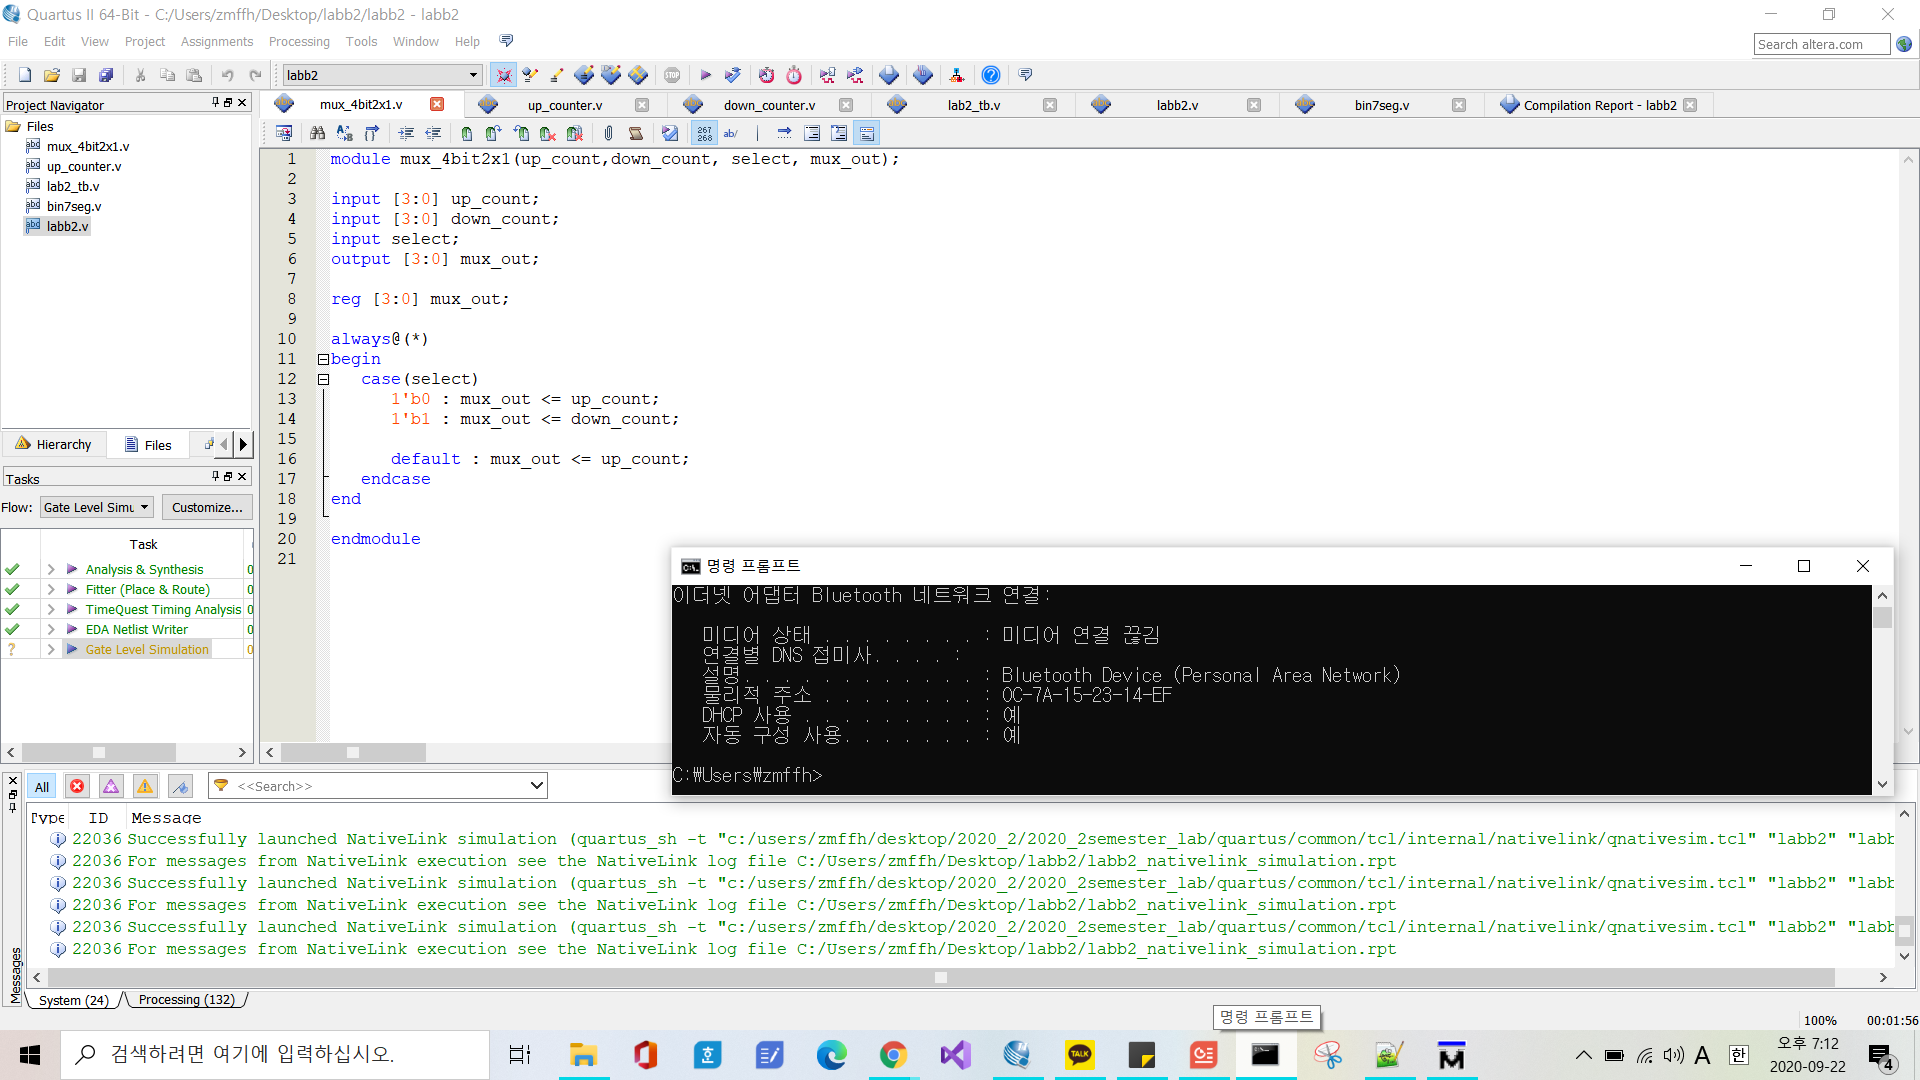 Quartus II 64-Bit - C:/Users/zmffh/Desktop/labb2/labb2 - labb2
File Edit View Project Assignments Processing Tools Window Help
Search altera.com
labb2
STOP
Project Navigator
Files
mux_4bit2x1.v
up_counter.v
lab2_tb.v
bin7seg.v
labb2.v
Hierarchy Files
Tasks
Flow: Gate Level Simu Customize...
Task
Analysis & Synthesis 0
Fitter (Place & Route) 0
TimeQuest Timing Analysis 0
EDA Netlist Writer 0
? Gate Level Simulation 0
mux_4bit2x1.v up_counter.v down_counter.v lab2_tb.v labb2.v bin7seg.v Compilation Report - labb2
267
268
ab/
1 module mux_4bit2x1(up_count,down_count, select, mux_out);
2
3 input [3:0] up_count;
4 input [3:0] down_count;
5 input select;
6 output [3:0] mux_out;
7
8 reg [3:0] mux_out;
9
10 always@(*)
11 begin
12 case(select)
13 1'b0 : mux_out <= up_count;
14 1'b1 : mux_out <= down_count;
15
16 default : mux_out <= up_count;
17 endcase
18 end
19
20 endmodule
21
명령 프롬프트
이더넷 어댑터 Bluetooth 네트워크 연결:
미디어 상태 . . . . . . . . : 미디어 연결 끊김
연결별 DNS 접미사. . . . :
설명. . . . . . . . . . . . : Bluetooth Device (Personal Area Network)
물리적 주소 . . . . . . . . : 0C-7A-15-23-14-EF
DHCP 사용 . . . . . . . . . : 예
자동 구성 사용. . . . . . . : 예
C:₩Users₩zmffh>
All <<Search>>
Type ID Message
22036 Successfully launched NativeLink simulation (quartus_sh -t "c:/users/zmffh/desktop/2020_2/2020_2semester_lab/quartus/common/tcl/internal/nativelink/qnativesim.tcl" "labb2" "labb
22036 For messages from NativeLink execution see the NativeLink log file C:/Users/zmffh/Desktop/labb2/labb2_nativelink_simulation.rpt
22036 Successfully launched NativeLink simulation (quartus_sh -t "c:/users/zmffh/desktop/2020_2/2020_2semester_lab/quartus/common/tcl/internal/nativelink/qnativesim.tcl" "labb2" "labb
22036 For messages from NativeLink execution see the NativeLink log file C:/Users/zmffh/Desktop/labb2/labb2_nativelink_simulation.rpt
22036 Successfully launched NativeLink simulation (quartus_sh -t "c:/users/zmffh/desktop/2020_2/2020_2semester_lab/quartus/common/tcl/internal/nativelink/qnativesim.tcl" "labb2" "labb
22036 For messages from NativeLink execution see the NativeLink log file C:/Users/zmffh/Desktop/labb2/labb2_nativelink_simulation.rpt
Messages
System (24) Processing (132)
명령 프롬프트
100% 00:01:56
검색하려면 여기에 입력하십시오.
TALK
A 한
오후 7:12
2020-09-22
4